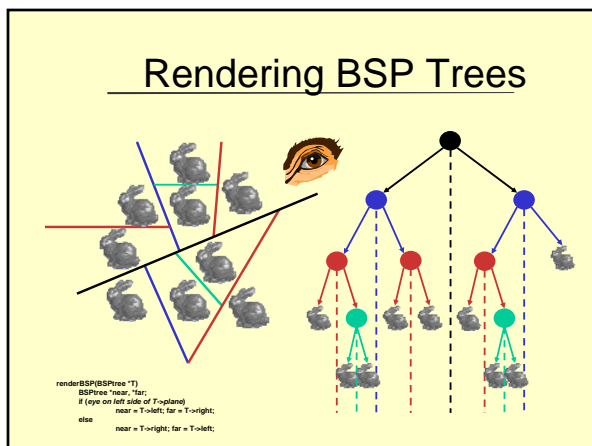 Rendering BSP Trees
renderBSP(BSPtree *T)
BSPtree *near, *far;
if (eye on left side of T->plane)
near = T->left; far = T->right;
else
near = T->right; far = T->left;